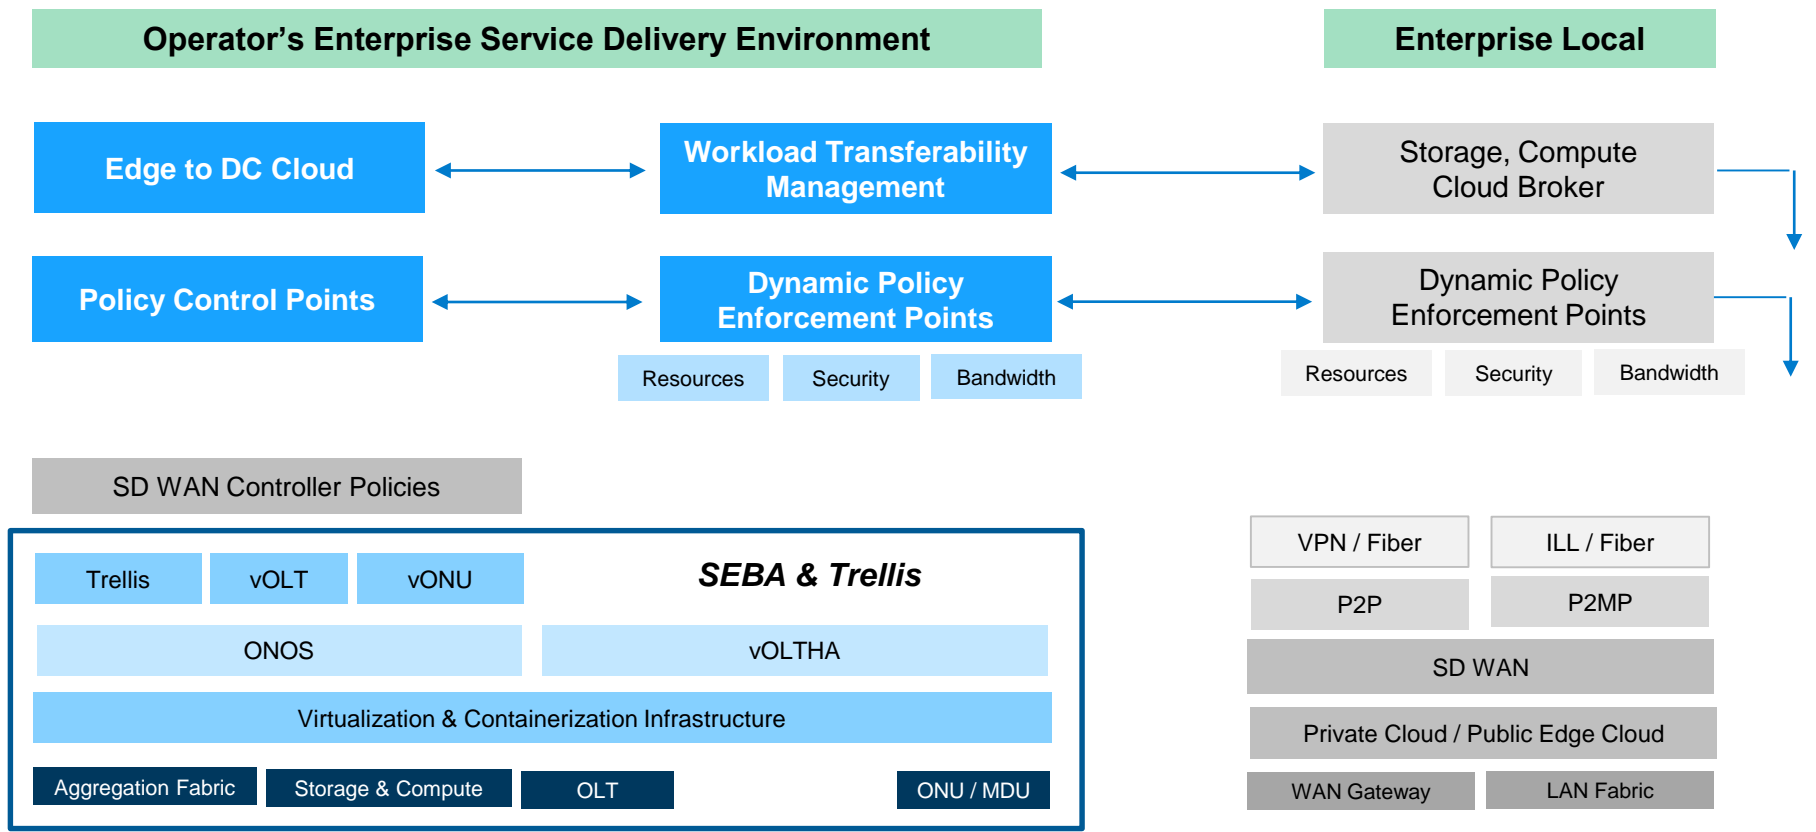 Operator’s Enterprise Service Delivery Environment
Enterprise Local
Edge to DC Cloud
Workload Transferability
Management
Storage, Compute
Cloud Broker
Policy Control Points
Dynamic Policy
Enforcement Points
Dynamic Policy
Enforcement Points
Resources
Security
Bandwidth
Resources
Security
Bandwidth
SD WAN Controller Policies
Trellis
vOLT
vONU
SEBA & Trellis
ONOS
vOLTHA
Virtualization & Containerization Infrastructure
Aggregation Fabric
Storage & Compute
OLT
ONU / MDU
VPN / Fiber
ILL / Fiber
P2P
P2MP
SD WAN
Private Cloud / Public Edge Cloud
WAN Gateway
LAN Fabric